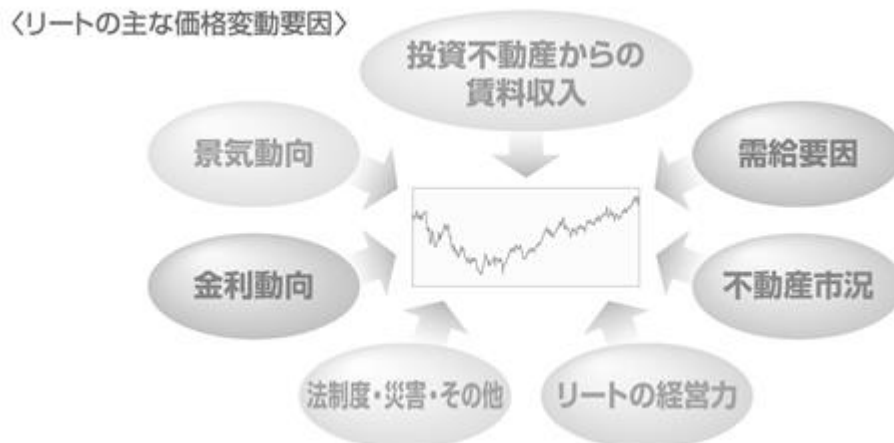 〈リートの主な価格変動要因〉
投資不動産からの
賃料収入
景気動向
需給要因
金利動向
不動産市況
法制度・災害・その他
リートの経営力